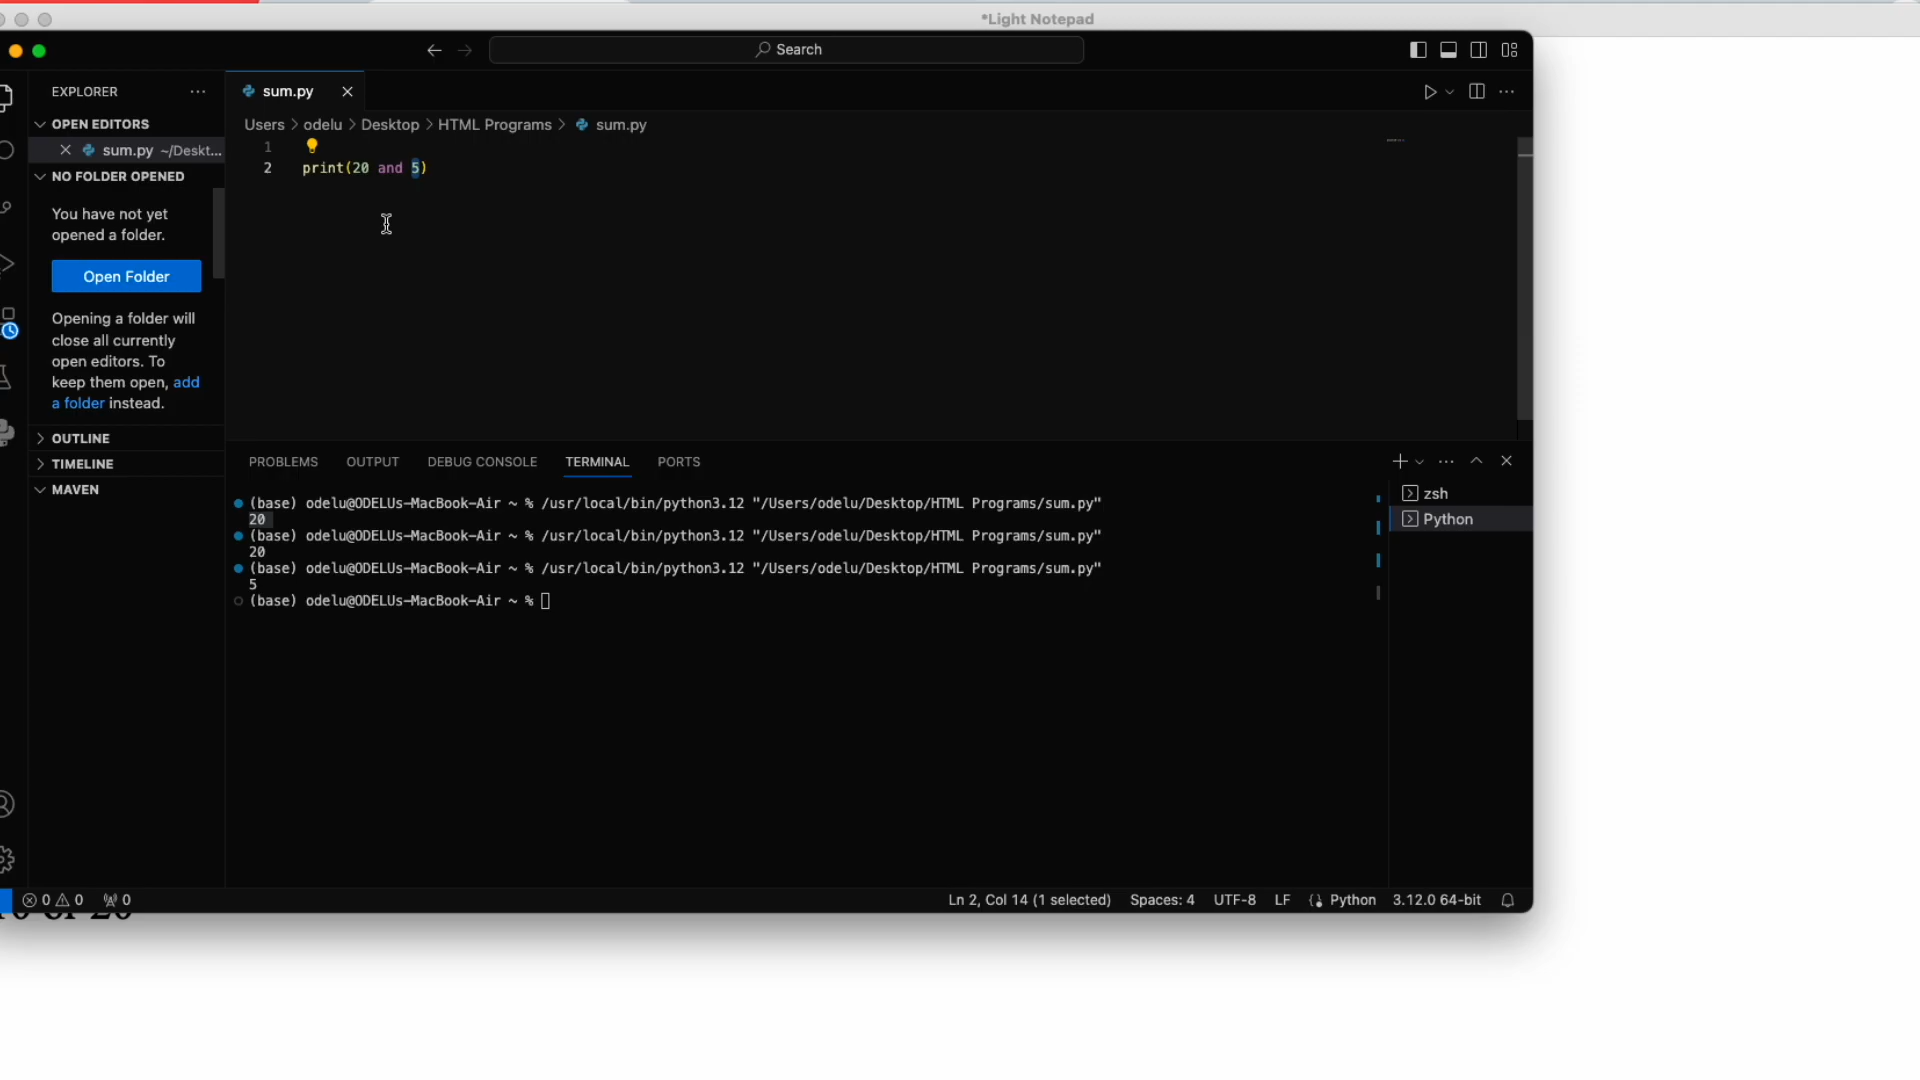 *Light Notepad
Search
EXPLORER
sum.py
OPEN EDITORS
Users > odelu > Desktop > HTML Programs > sum.py
sum.py ~/Deskt...
1
NO FOLDER OPENED
2 print(20 and 5)
You have not yet
opened a folder.
Open Folder
Opening a folder will
close all currently
open editors. To
keep them open, add
a folder instead.
OUTLINE
TIMELINE
MAVEN
PROBLEMS OUTPUT DEBUG CONSOLE TERMINAL PORTS
(base) odelu@ODELUs-MacBook-Air ~ % /usr/local/bin/python3.12 "/Users/odelu/Desktop/HTML Programs/sum.py"
20
(base) odelu@ODELUs-MacBook-Air ~ % /usr/local/bin/python3.12 "/Users/odelu/Desktop/HTML Programs/sum.py"
20
(base) odelu@ODELUs-MacBook-Air ~ % /usr/local/bin/python3.12 "/Users/odelu/Desktop/HTML Programs/sum.py"
5
(base) odelu@ODELUs-MacBook-Air ~ %
zsh
Python
0 0 0 Ln 2, Col 14 (1 selected) Spaces: 4 UTF-8 LF Python 3.12.0 64-bit